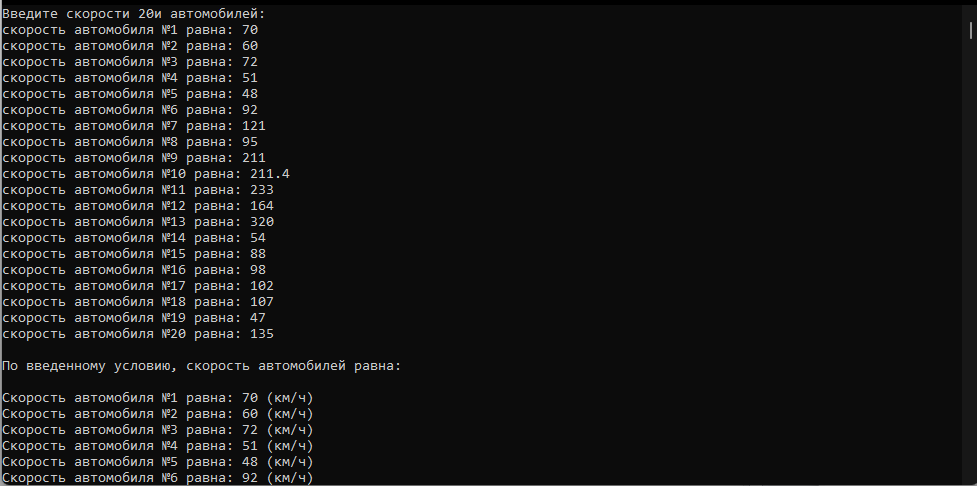 Введите скорости 20и автомобилей:
скорость автомобиля №1 равна: 70
скорость автомобиля №2 равна: 60
скорость автомобиля №3 равна: 72
скорость автомобиля №4 равна: 51
скорость автомобиля №5 равна: 48
скорость автомобиля №6 равна: 92
скорость автомобиля №7 равна: 121
скорость автомобиля №8 равна: 95
скорость автомобиля №9 равна: 211
скорость автомобиля №10 равна: 211.4
скорость автомобиля №11 равна: 233
скорость автомобиля №12 равна: 164
скорость автомобиля №13 равна: 320
скорость автомобиля №14 равна: 54
скорость автомобиля №15 равна: 88
скорость автомобиля №16 равна: 98
скорость автомобиля №17 равна: 102
скорость автомобиля №18 равна: 107
скорость автомобиля №19 равна: 47
скорость автомобиля №20 равна: 135
По введенному условию, скорость автомобилей равна:
Скорость автомобиля №1 равна: 70 (км/ч)
Скорость автомобиля №2 равна: 60 (км/ч)
Скорость автомобиля №3 равна: 72 (км/ч)
Скорость автомобиля №4 равна: 51 (км/ч)
Скорость автомобиля №5 равна: 48 (км/ч)
Скорость автомобиля №6 равна: 92 (км/ч)